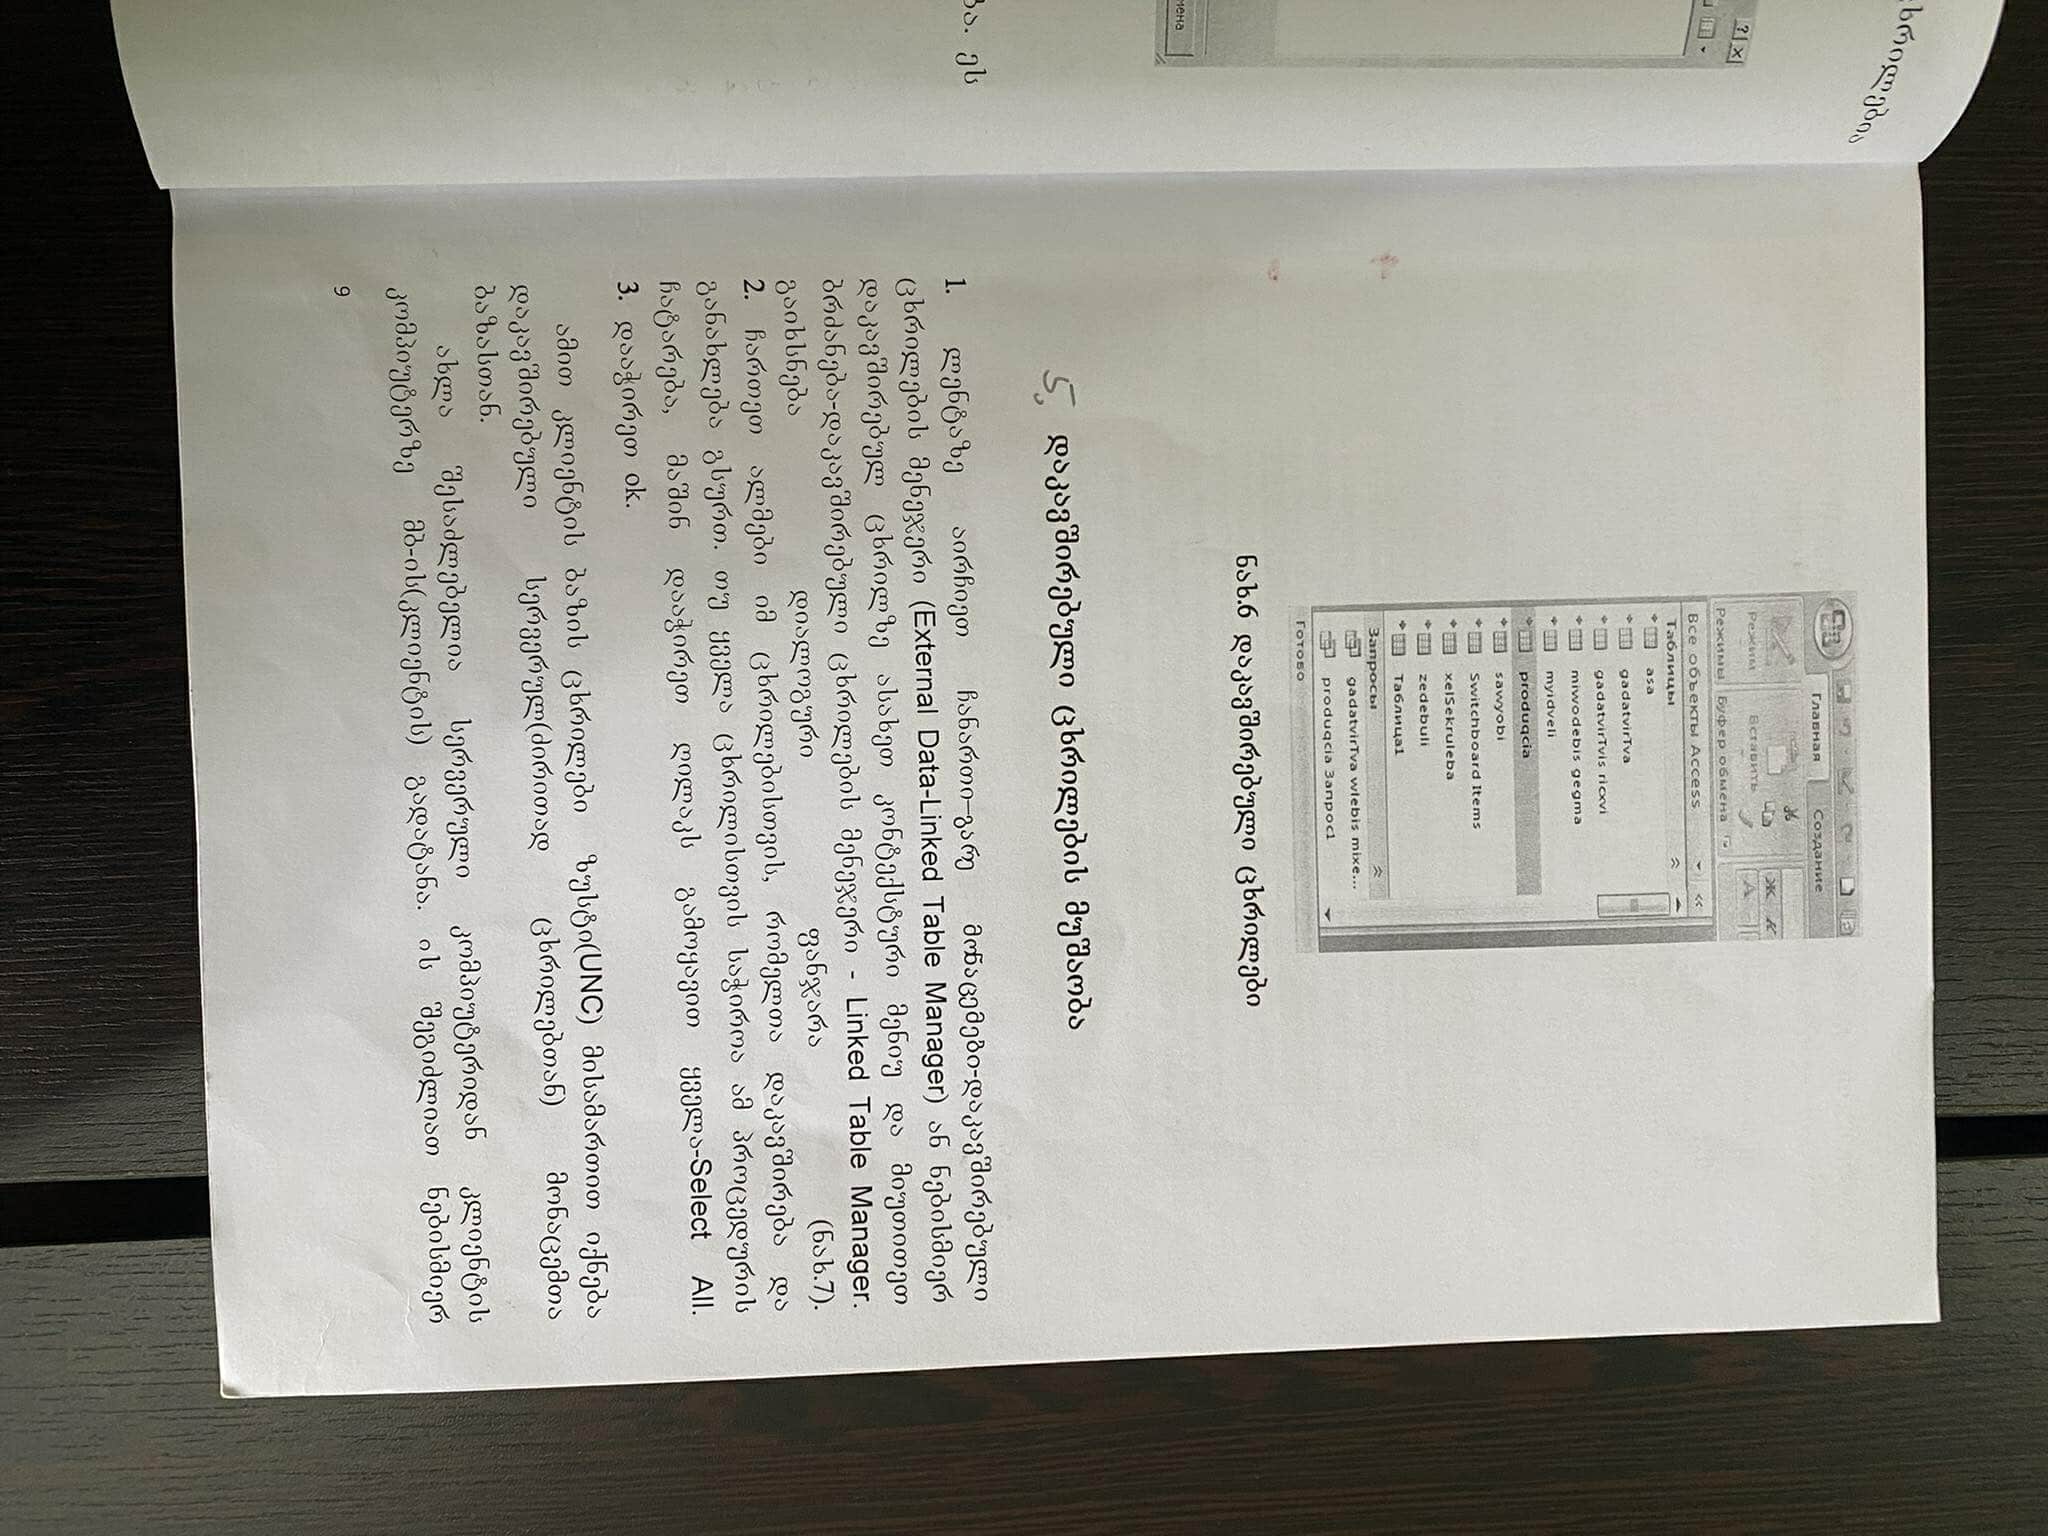 ცხრილებია
? ×
мена
ბა. ეს
Главная Создание
Режим Вставить Ж К
А
Режимы Буфер обмена
Все объекты Access
Таблицы
asa
gadatvirTva
gadatvirTvis ricxvi
miwodebis gegma
myidveli
produqcia
sawyobi
Switchboard Items
xelSekruleba
zedebuli
Таблица1
Запросы
gadatvirTva wlebis mixe...
produqcia Запрос1
Готово
ნახ.6 დაკავშირებული ცხრილები
5. დაკავშირებული ცხრილების მუშაობა
1. ლენტაზე აირჩიეთ ჩანართი–გარე მონაცემები-დაკავშირებული
ცხრილების მენეჯერი (External Data-Linked Table Manager) ან ნებისმიერ
დაკავშირებულ ცხრილზე ასახეთ კონტექსტური მენიუ და მიუთითეთ
ბრძანება-დაკავშირებული ცხრილების მენეჯერი - Linked Table Manager.
გაიხსნება დიალოგური ფანჯარა (ნახ.7).
2. ჩართეთ ალმები იმ ცხრილებისთვის, რომელთა დაკავშირება და
განახლება გსურთ. თუ ყველა ცხრილისთვის საჭიროა ამ პროცედურის
ჩატარება, მაშინ დააჭირეთ ღილაკს გამოყავით ყველა-Select All.
3. დააჭირეთ ok.
ამით კლიენტის ბაზის ცხრილები ზუსტი(UNC) მისამართით იქნება
დაკავშირებული სერვერულ(ძირითად ცხრილებთან) მონაცემთა
ბაზასთან.
ახლა შესაძლებელია სერვერული კომპიუტერიდან კლიენტის
კომპიუტერზე მბ-ის(კლიენტის) გადატანა. ის შეგიძლიათ ნებისმიერ
9